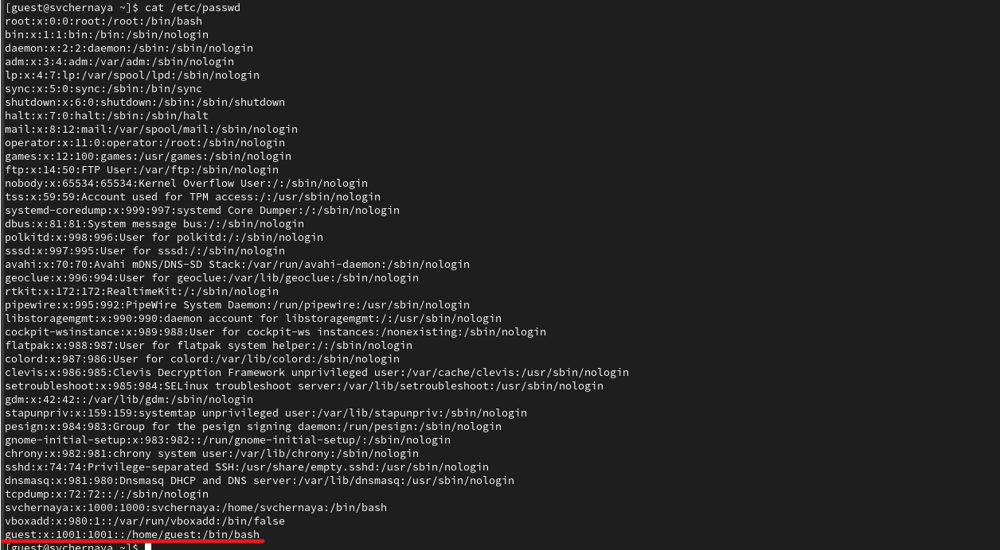 [guest@svchernaya ~]$ cat /etc/passwd
root:x:0:0:root:/root:/bin/bash
bin:x:1:1:bin:/bin:/sbin/nologin
daemon:x:2:2:daemon:/sbin:/sbin/nologin
adm:x:3:4:adm:/var/adm:/sbin/nologin
lp:x:4:7:lp:/var/spool/lpd:/sbin/nologin
sync:x:5:0:sync:/sbin:/bin/sync
shutdown:x:6:0:shutdown:/sbin:/sbin/shutdown
halt:x:7:0:halt:/sbin:/sbin/halt
mail:x:8:12:mail:/var/spool/mail:/sbin/nologin
operator:x:11:0:operator:/root:/sbin/nologin
games:x:12:100:games:/usr/games:/sbin/nologin
ftp:x:14:50:FTP User:/var/ftp:/sbin/nologin
nobody:x:65534:65534:Kernel Overflow User:/:/sbin/nologin
tss:x:59:59:Account used for TPM access:/:/usr/sbin/nologin
systemd-coredump:x:999:997:systemd Core Dumper:/:/sbin/nologin
dbus:x:81:81:System message bus:/:/sbin/nologin
polkitd:x:998:996:User for polkitd:/:/sbin/nologin
sssd:x:997:995:User for sssd:/:/sbin/nologin
avahi:x:70:70:Avahi mDNS/DNS-SD Stack:/var/run/avahi-daemon:/sbin/nologin
geoclue:x:996:994:User for geoclue:/var/lib/geoclue:/sbin/nologin
rtkit:x:172:172:RealtimeKit:/:/sbin/nologin
pipewire:x:995:992:PipeWire System Daemon:/run/pipewire:/usr/sbin/nologin
libstoragemgmt:x:990:990:daemon account for libstoragemgmt:/:/usr/sbin/nologin
cockpit-wsinstance:x:989:988:User for cockpit-ws instances:/nonexisting:/sbin/nologin
flatpak:x:988:987:User for flatpak system helper:/:/sbin/nologin
colord:x:987:986:User for colord:/var/lib/colord:/sbin/nologin
clevis:x:986:985:Clevis Decryption Framework unprivileged user:/var/cache/clevis:/usr/sbin/nologin
setroubleshoot:x:985:984:SELinux troubleshoot server:/var/lib/setroubleshoot:/usr/sbin/nologin
gdm:x:42:42::/var/lib/gdm:/sbin/nologin
stapunpriv:x:159:159:systemtap unprivileged user:/var/lib/stapunpriv:/sbin/nologin
pesign:x:984:983:Group for the pesign signing daemon:/run/pesign:/sbin/nologin
gnome-initial-setup:x:983:982::/run/gnome-initial-setup/:/sbin/nologin
chrony:x:982:981:chrony system user:/var/lib/chrony:/sbin/nologin
sshd:x:74:74:Privilege-separated SSH:/usr/share/empty.sshd:/usr/sbin/nologin
dnsmasq:x:981:980:Dnsmasq DHCP and DNS server:/var/lib/dnsmasq:/usr/sbin/nologin
tcpdump:x:72:72::/:/sbin/nologin
svchernaya:x:1000:1000:svchernaya:/home/svchernaya:/bin/bash
vboxadd:x:980:1::/var/run/vboxadd:/bin/false
guest:x:1001:1001::/home/guest:/bin/bash
[guest@svchernaya ~]$